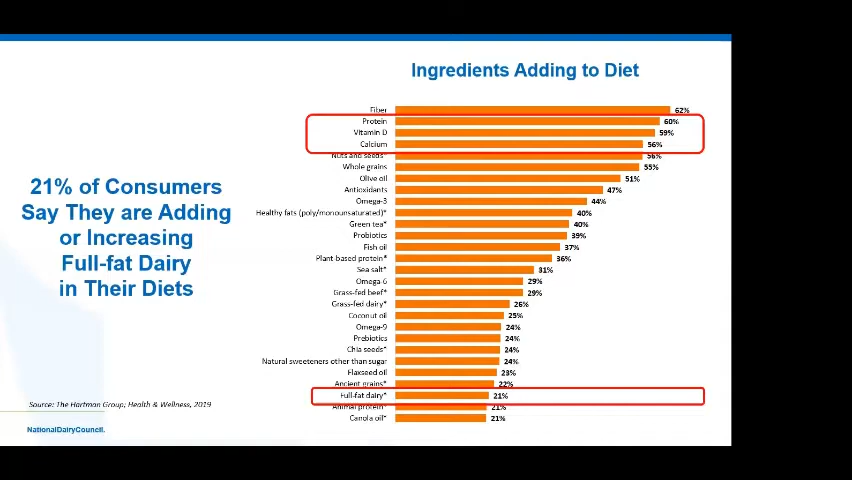 Ingredients Adding to Diet
21% of Consumers
Say They are Adding
or Increasing
Full-fat Dairy
in Their Diets
Fiber 62%
Protein 60%
Vitamin D 59%
Calcium 56%
Nuts and seeds* 56%
Whole grains 55%
Olive oil 51%
Antioxidants 47%
Omega-3 44%
Healthy fats (poly/monounsaturated)* 40%
Green tea* 40%
Probiotics 39%
Fish oil 37%
Plant-based protein* 36%
Sea salt* 31%
Omega-6 29%
Grass-fed beef* 29%
Grass-fed dairy* 26%
Coconut oil 25%
Omega-9 24%
Prebiotics 24%
Chia seeds* 24%
Natural sweeteners other than sugar 24%
Flaxseed oil 23%
Ancient grains* 22%
Full-fat dairy* 21%
Animal protein* 21%
Canola oil* 21%
Source: The Hartman Group; Health & Wellness, 2019
NationalDairyCouncil.